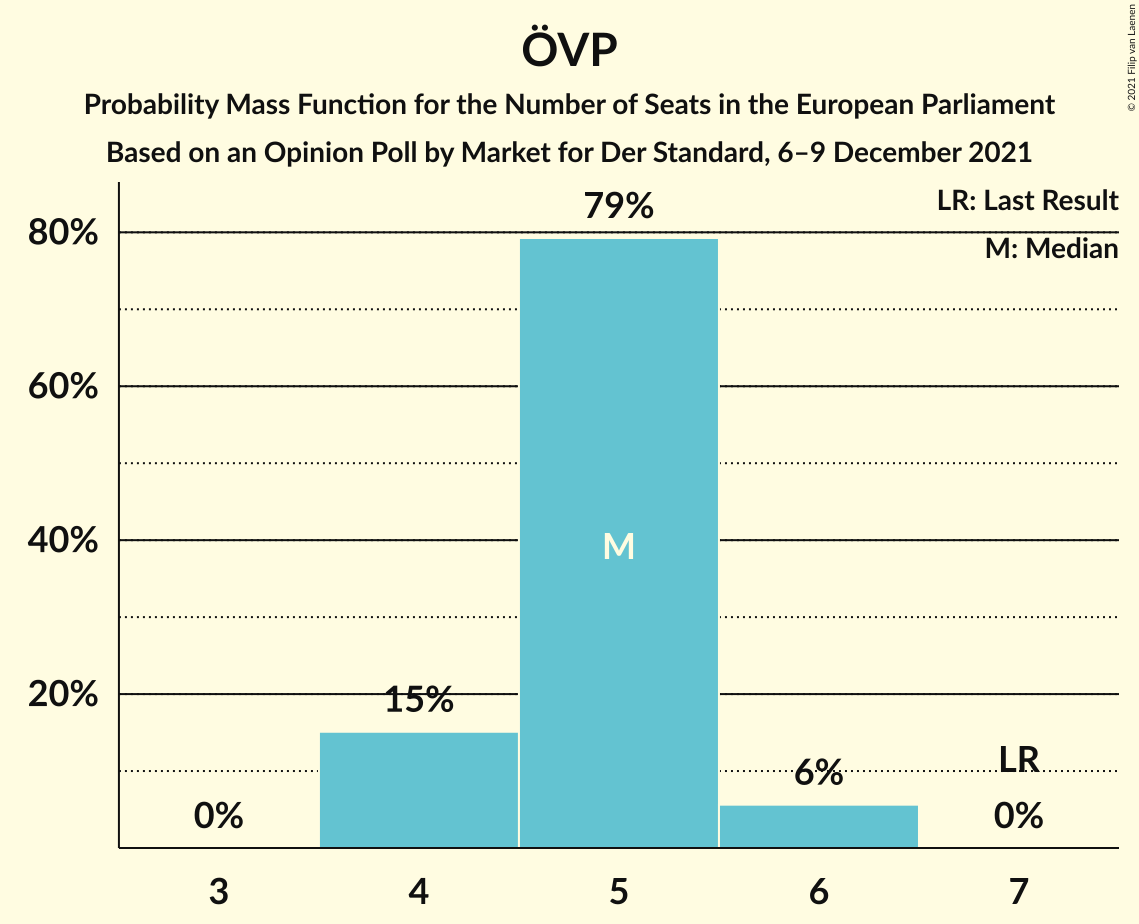 ÖVP
Probability Mass Function for the Number of Seats in the European Parliament
Based on an Opinion Poll by Market for Der Standard, 6–9 December 2021
© 2021 Filip van Laenen
LR: Last Result
M: Median
80%
60%
40%
20%
0%
15%
79%
M
6%
LR
0%
3
4
5
6
7